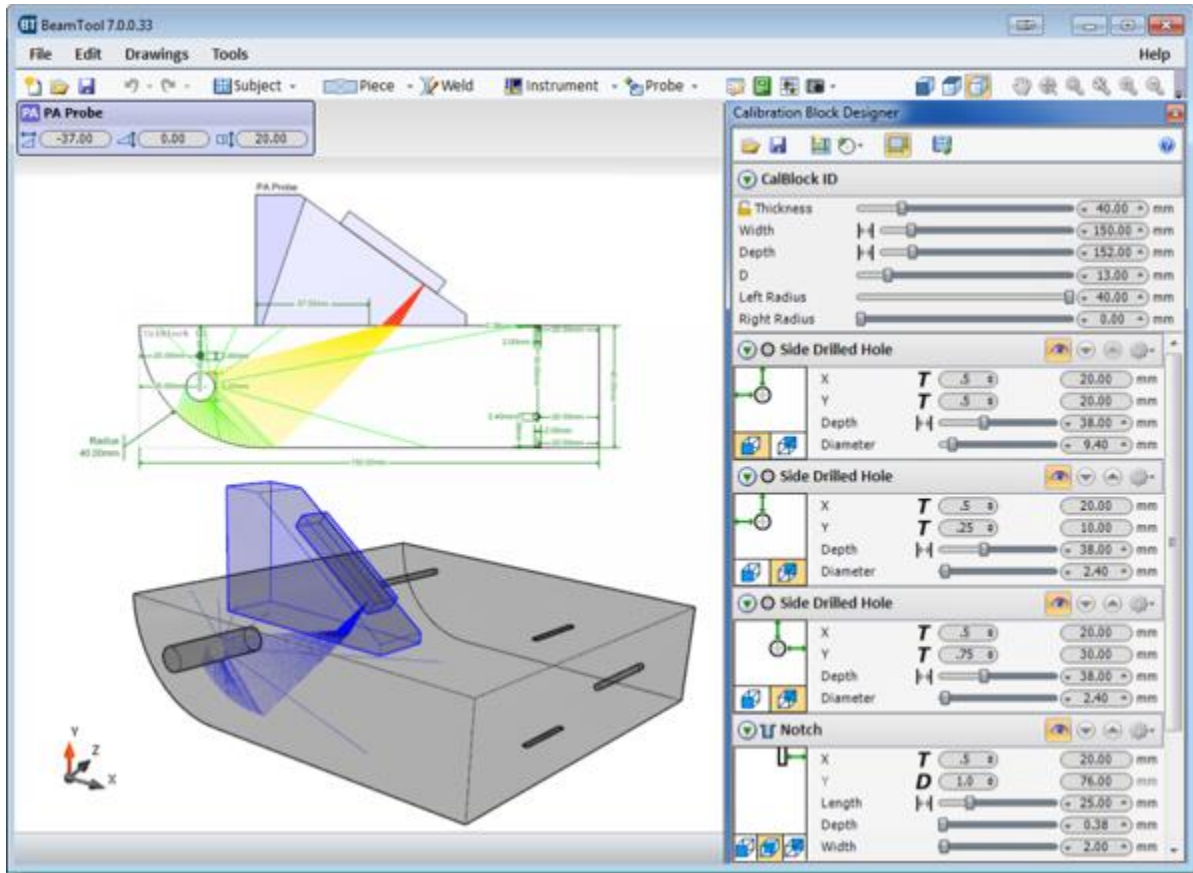 BT BeamTool 7.0.0.33
File Edit Drawings Tools Help
Subject Piece Weld Instrument Probe
PA PA Probe
-37.00 0.00 20.00
PA Probe
Radius
40.00mm
Y
Z
X
Calibration Block Designer
CalBlock ID
Thickness 40.00 mm
Width 150.00 mm
Depth 152.00 mm
D 13.00 mm
Left Radius 40.00 mm
Right Radius 0.00 mm
Side Drilled Hole
X T .5 20.00 mm
Y T .5 20.00 mm
Depth 38.00 mm
Diameter 9.40 mm
Side Drilled Hole
X T .5 20.00 mm
Y T .25 10.00 mm
Depth 38.00 mm
Diameter 2.40 mm
Side Drilled Hole
X T .5 20.00 mm
Y T .75 30.00 mm
Depth 38.00 mm
Diameter 2.40 mm
Notch
X T .5 20.00 mm
Y D 1.0 76.00 mm
Length 25.00 mm
Depth 0.38 mm
Width 2.00 mm